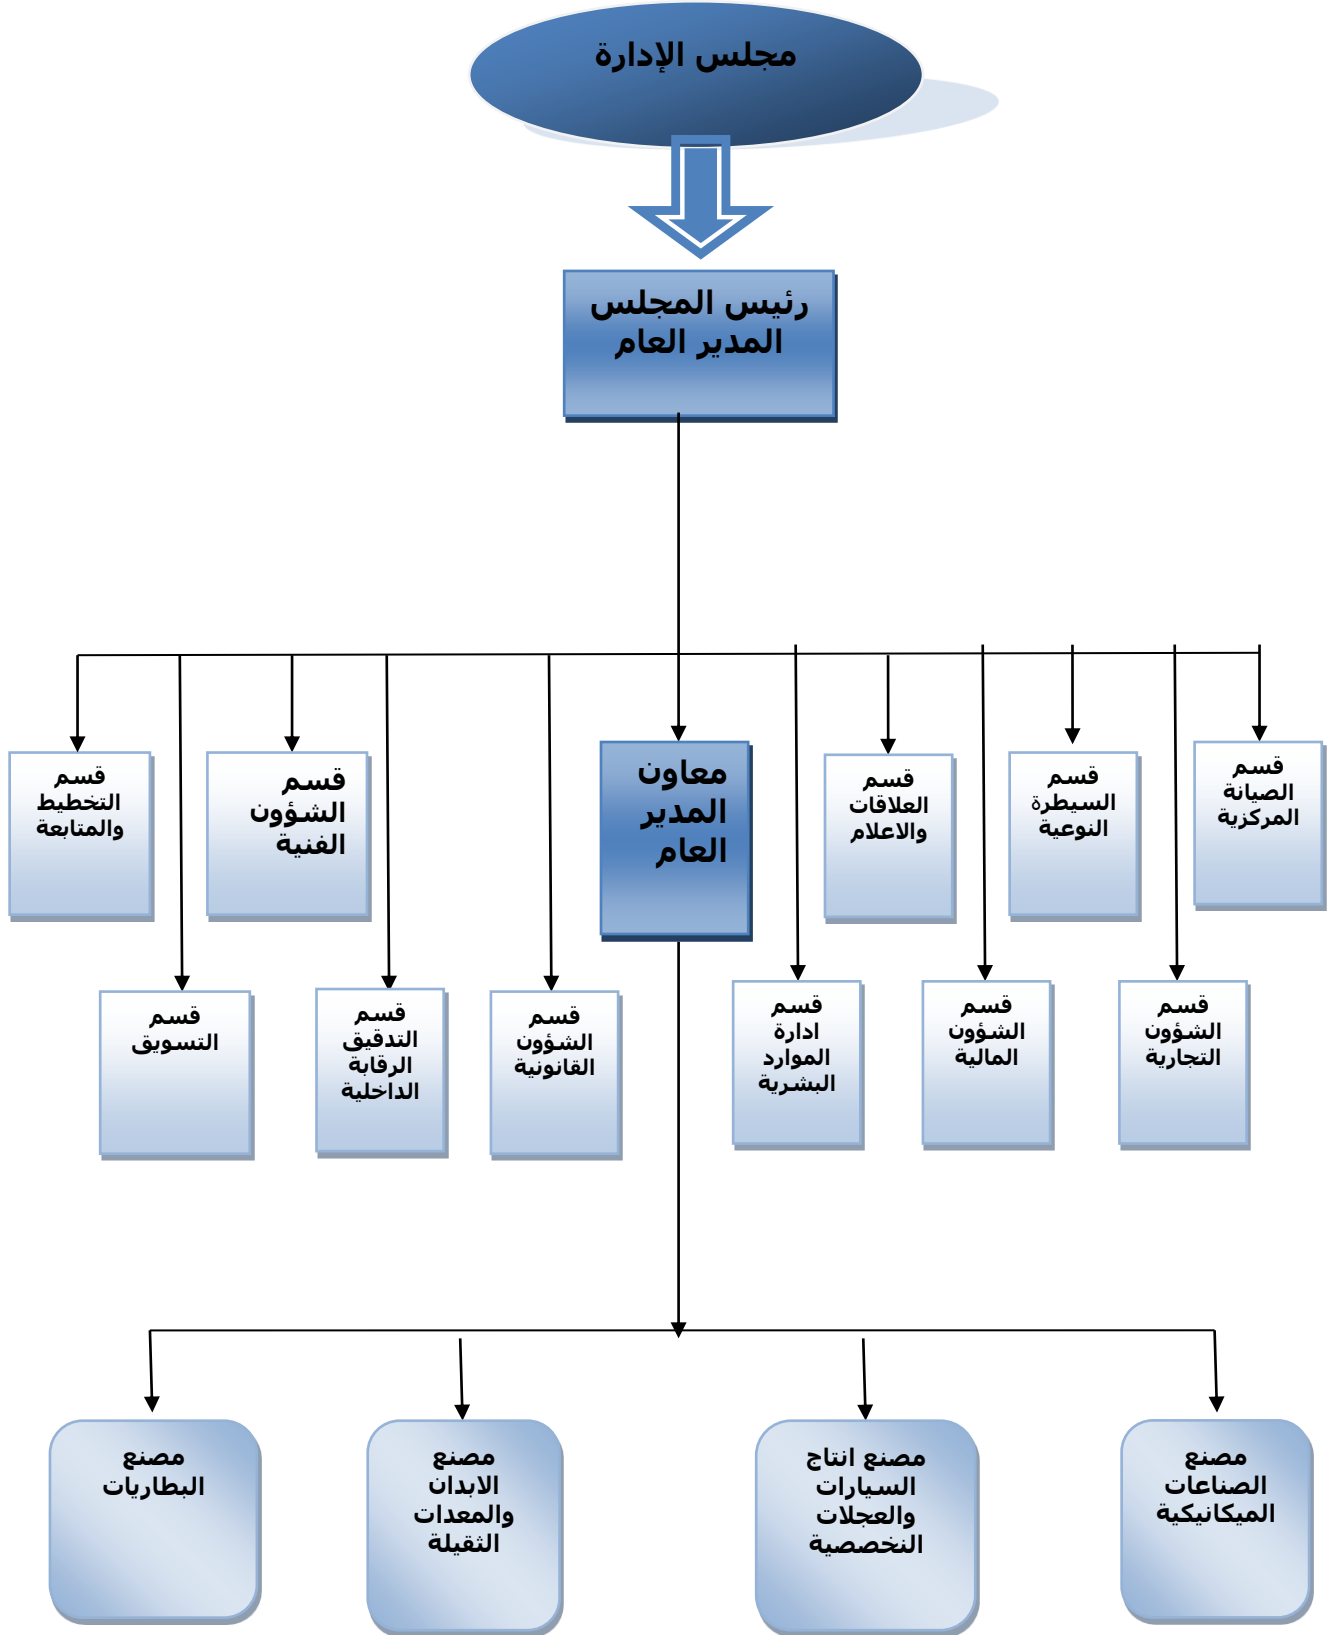 مجلس الإدارة
رئيس المجلس
المدير العام
قسم
الصيانة
المركزية
قسم
السيطرة
النوعية
قسم
العلاقات
والاعلام
معاون
المدير
العام
قسم
الشؤون
الفنية
قسم
التخطيط
والمتابعة
قسم
الشؤون
التجارية
قسم
الشؤون
المالية
قسم
ادارة
الموارد
البشرية
قسم
الشؤون
القانونية
قسم
التدقيق
الرقابة
الداخلية
قسم
التسويق
مصنع
الصناعات
الميكانيكية
مصنع انتاج
السيارات
والعجلات
النخصصية
مصنع
الابدان
والمعدات
الثقيلة
مصنع
البطاريات